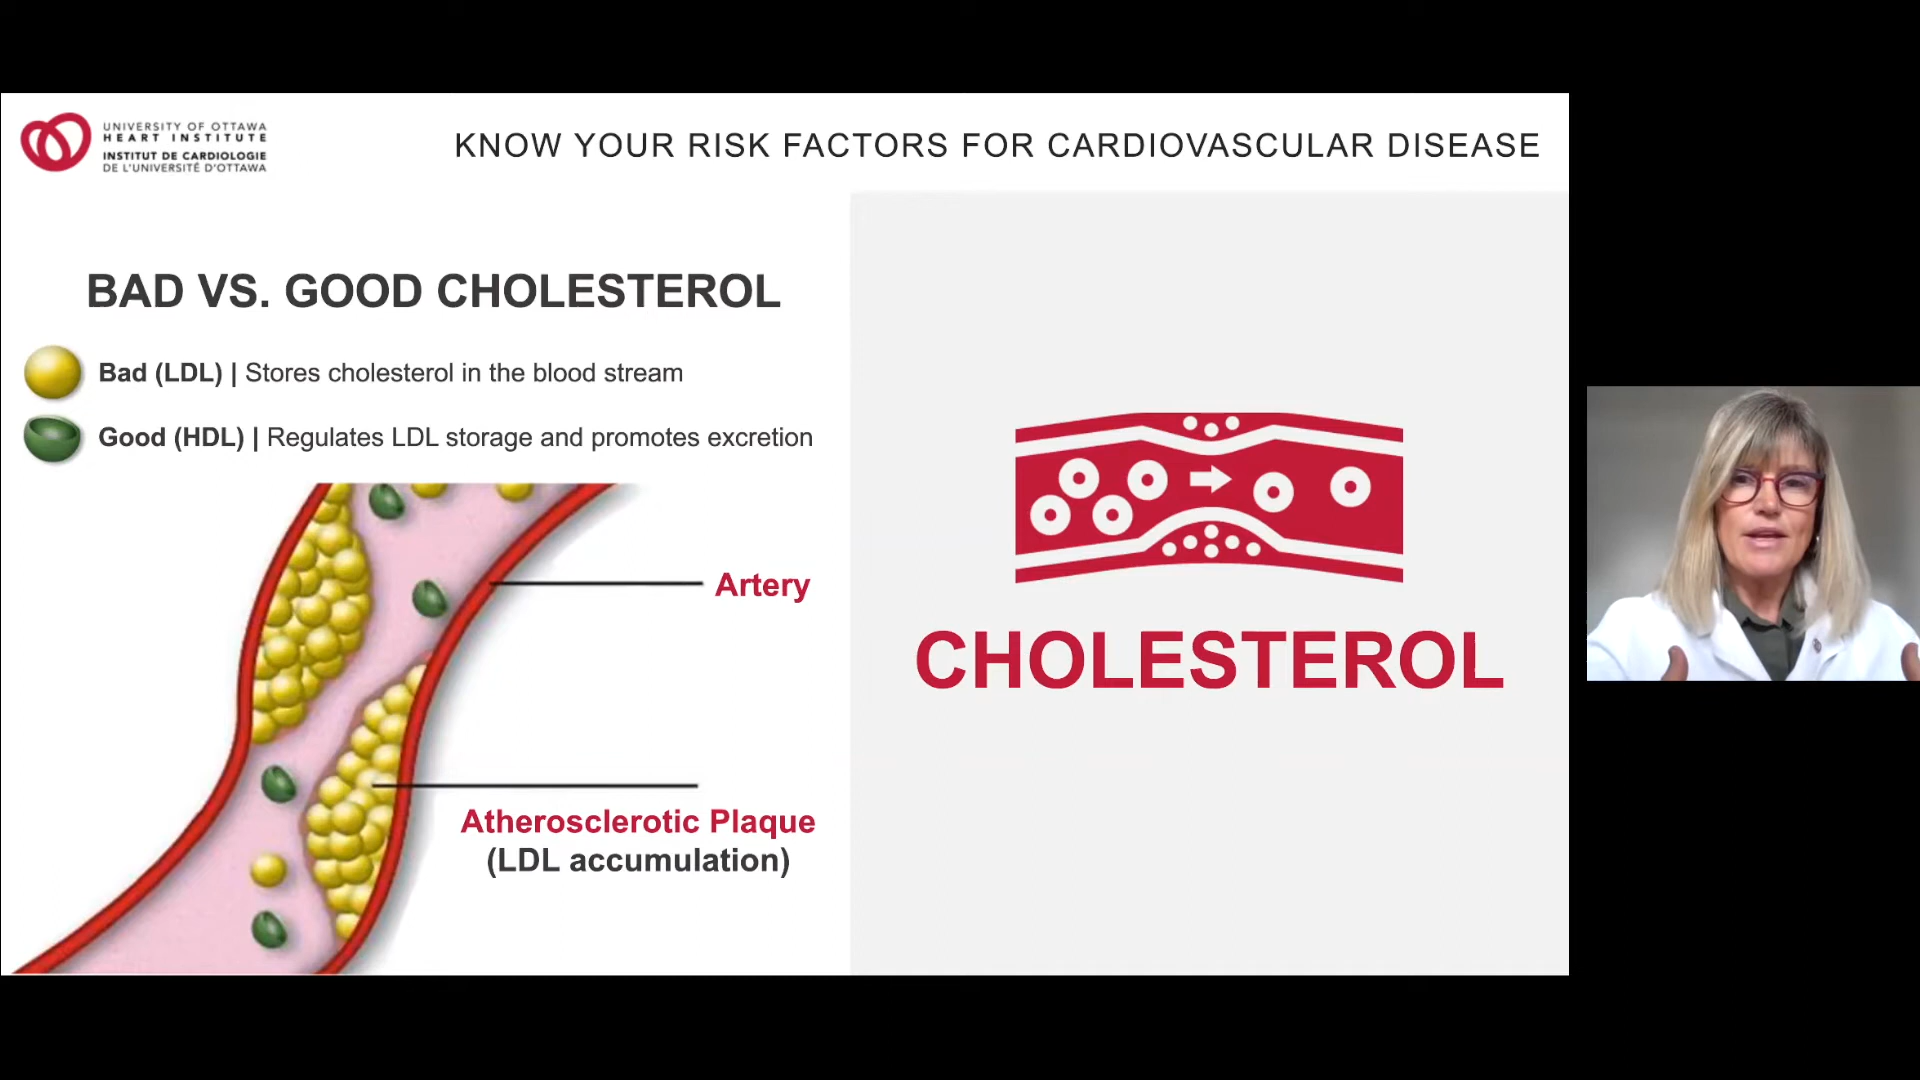 UNIVERSITY OF OTTAWA
HEART INSTITUTE
INSTITUT DE CARDIOLOGIE
DE L'UNIVERSITÉ D'OTTAWA
KNOW YOUR RISK FACTORS FOR CARDIOVASCULAR DISEASE
BAD VS. GOOD CHOLESTEROL
Bad (LDL) | Stores cholesterol in the blood stream
Good (HDL) | Regulates LDL storage and promotes excretion
Artery
Atherosclerotic Plaque
(LDL accumulation)
CHOLESTEROL